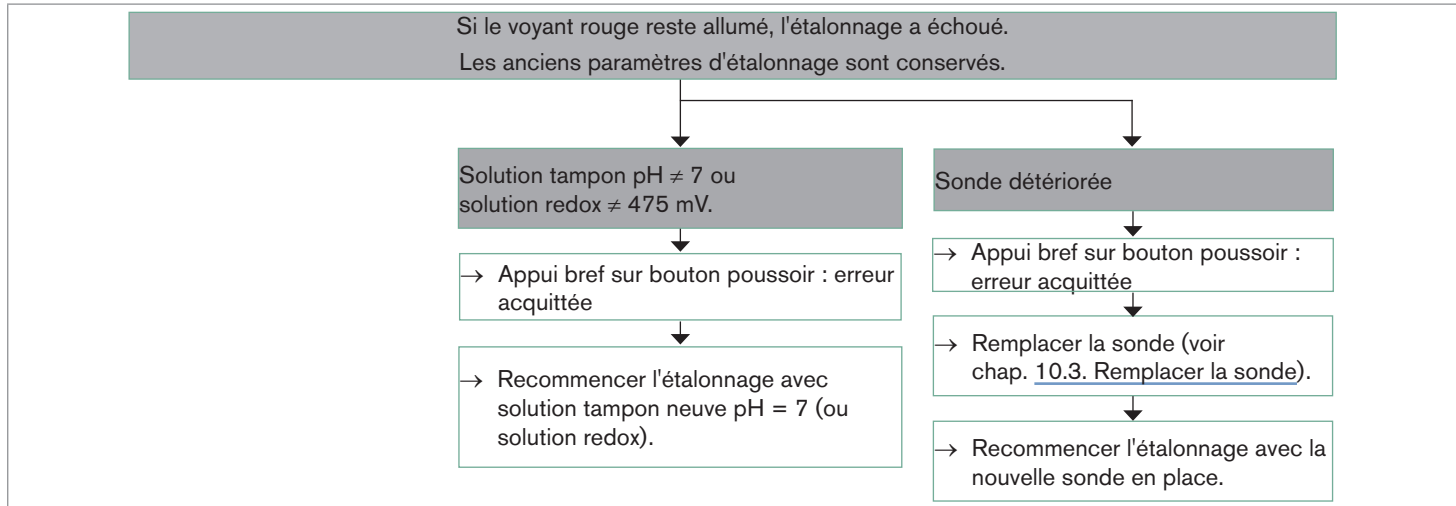 Si le voyant rouge reste allumé, l'étalonnage a échoué.
Les anciens paramètres d'étalonnage sont conservés.
Solution tampon pH ≠ 7 ou
solution redox ≠ 475 mV.
→ Appui bref sur bouton poussoir : erreur
acquittée
→ Recommencer l'étalonnage avec
solution tampon neuve pH = 7 (ou
solution redox).
Sonde détériorée
→ Appui bref sur bouton poussoir :
erreur acquittée
→ Remplacer la sonde (voir
chap. 10.3. Remplacer la sonde).
→ Recommencer l'étalonnage avec la
nouvelle sonde en place.